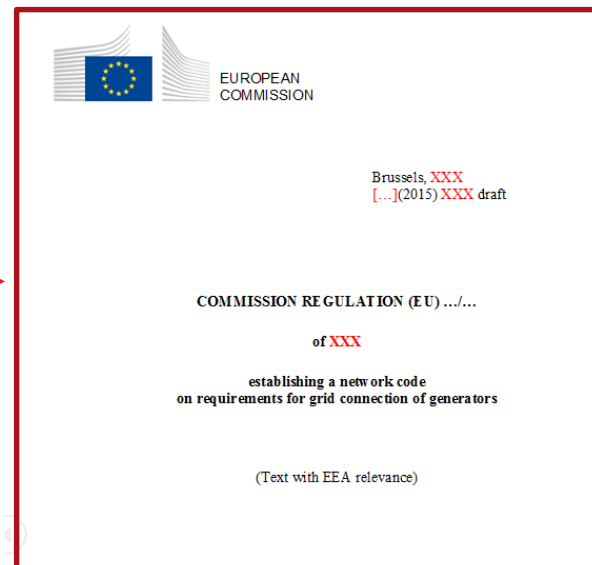 EUROPEAN
COMMISSION
Brussels, XXX
[…](2015) XXX draft
COMMISSION REGULATION (EU) …/…
of XXX
establishing a network code
on requirements for grid connection of generators
(Text with EEA relevance)